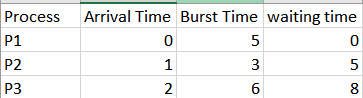 Process Arrival Time Burst Time waiting time
P1 0 5 0
P2 1 3 5
P3 2 6 8